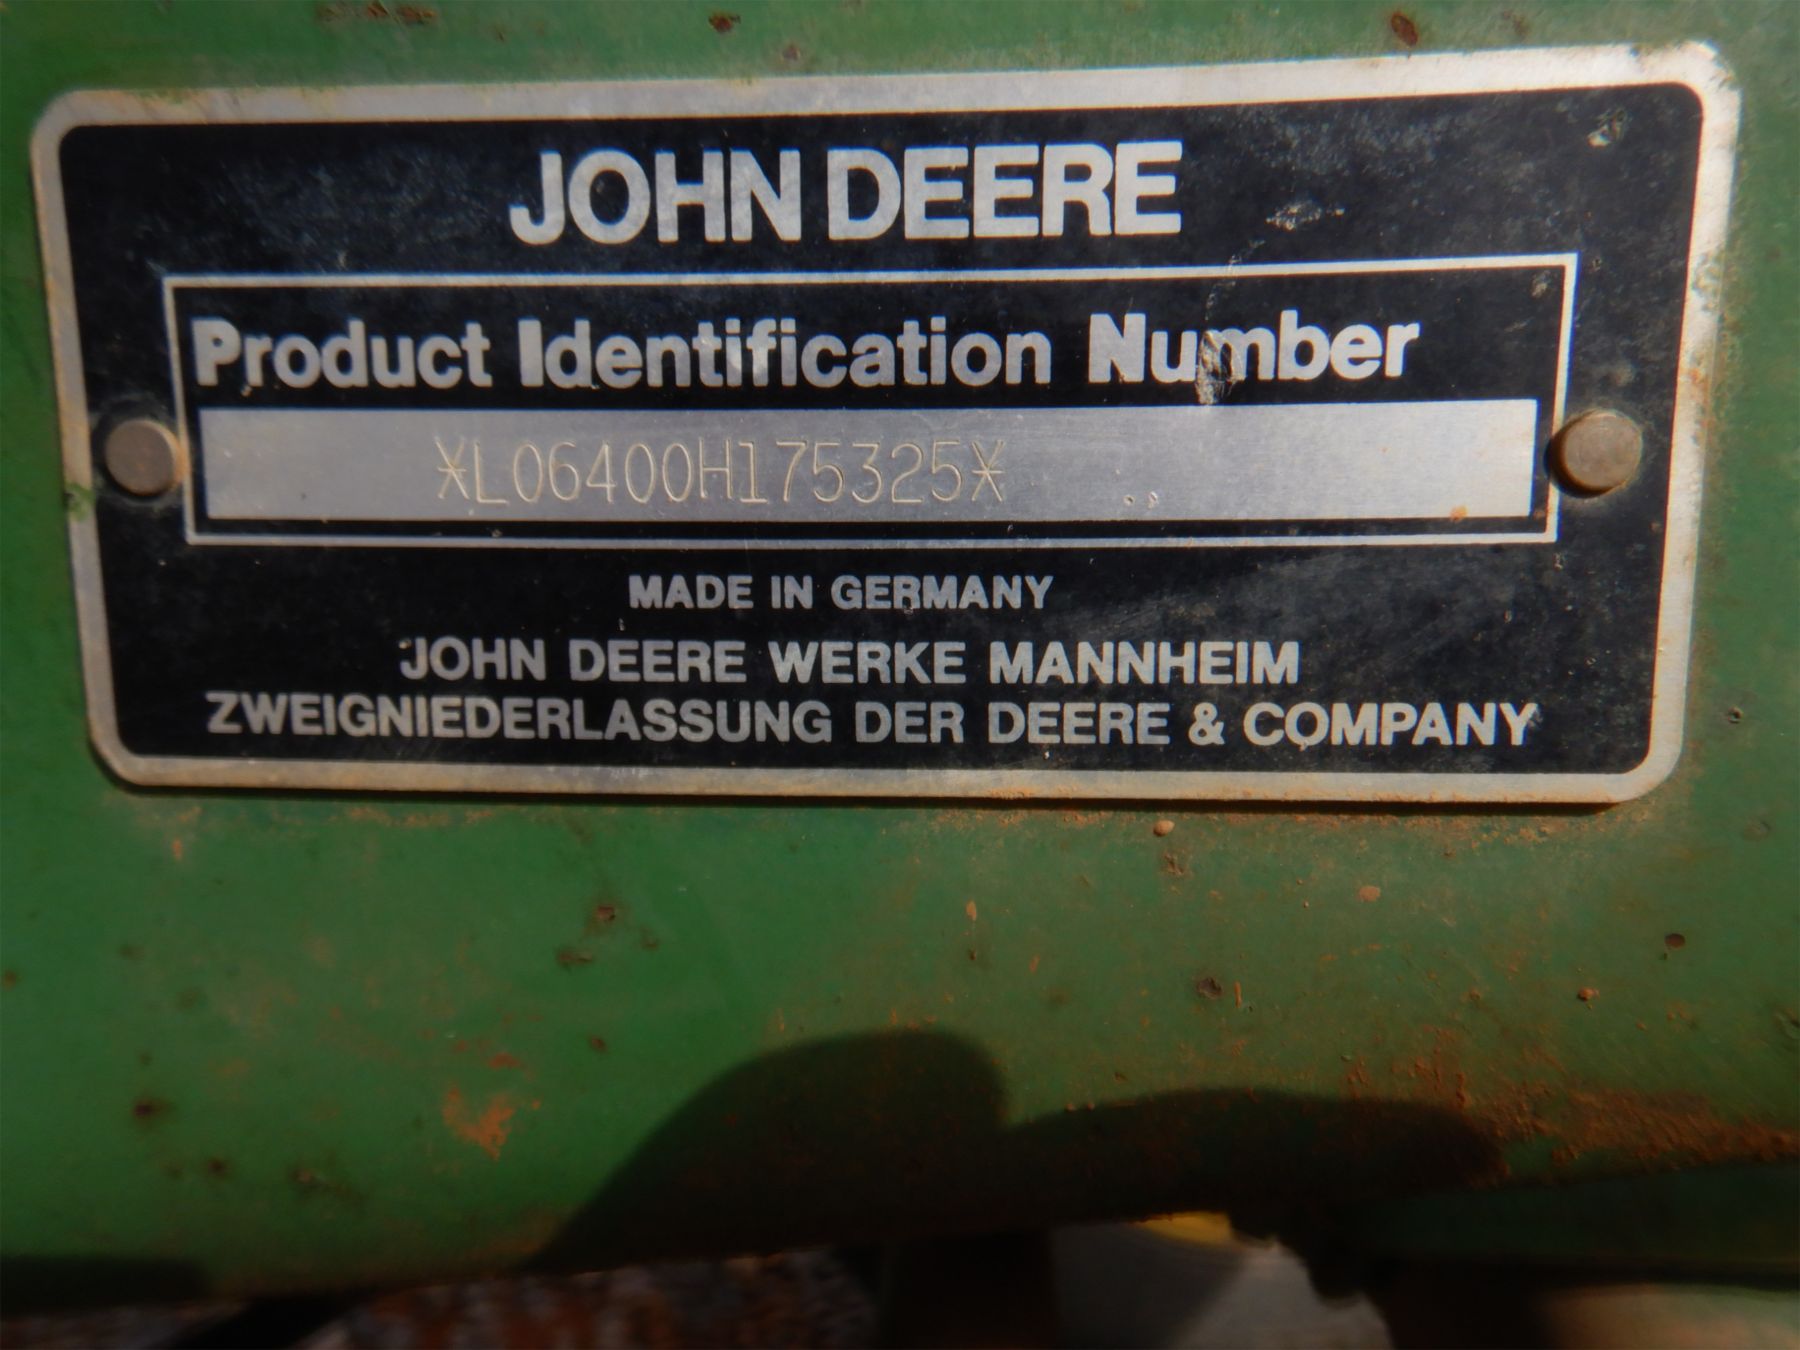 JOHN DEERE
Product Identification Number
*L06400H175325*
MADE IN GERMANY
JOHN DEERE WERKE MANNHEIM
ZWEIGNIEDERLASSUNG DER DEERE & COMPANY